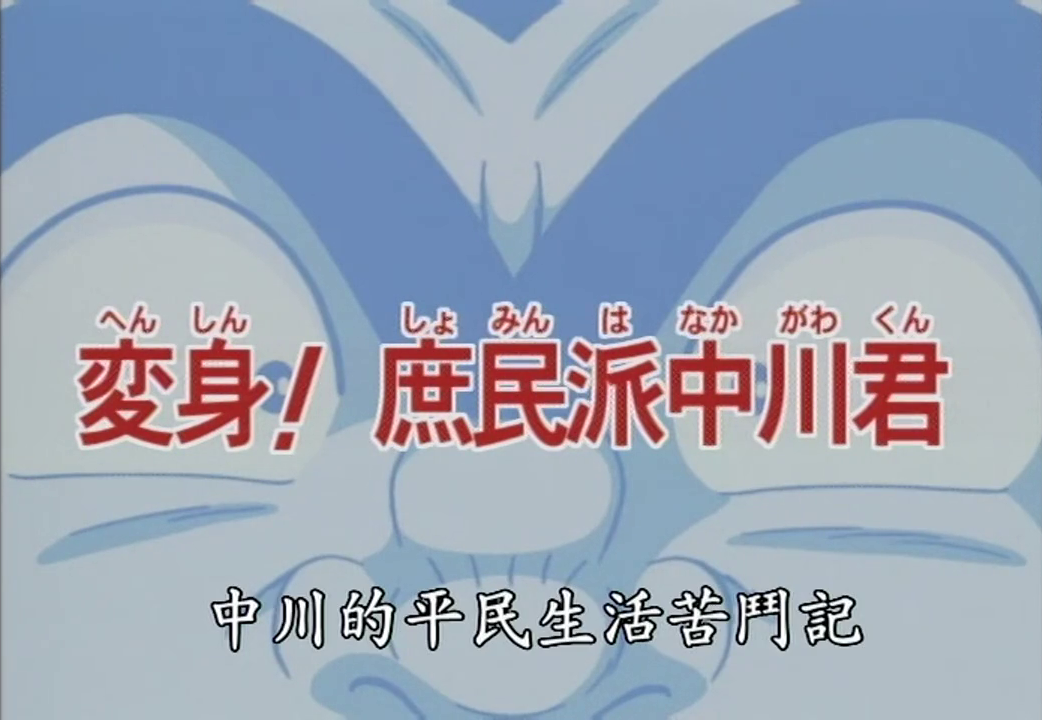 へん しん しょ みん は なか がわ くん
変身！ 庶民派中川君
中川的平民生活苦鬥記